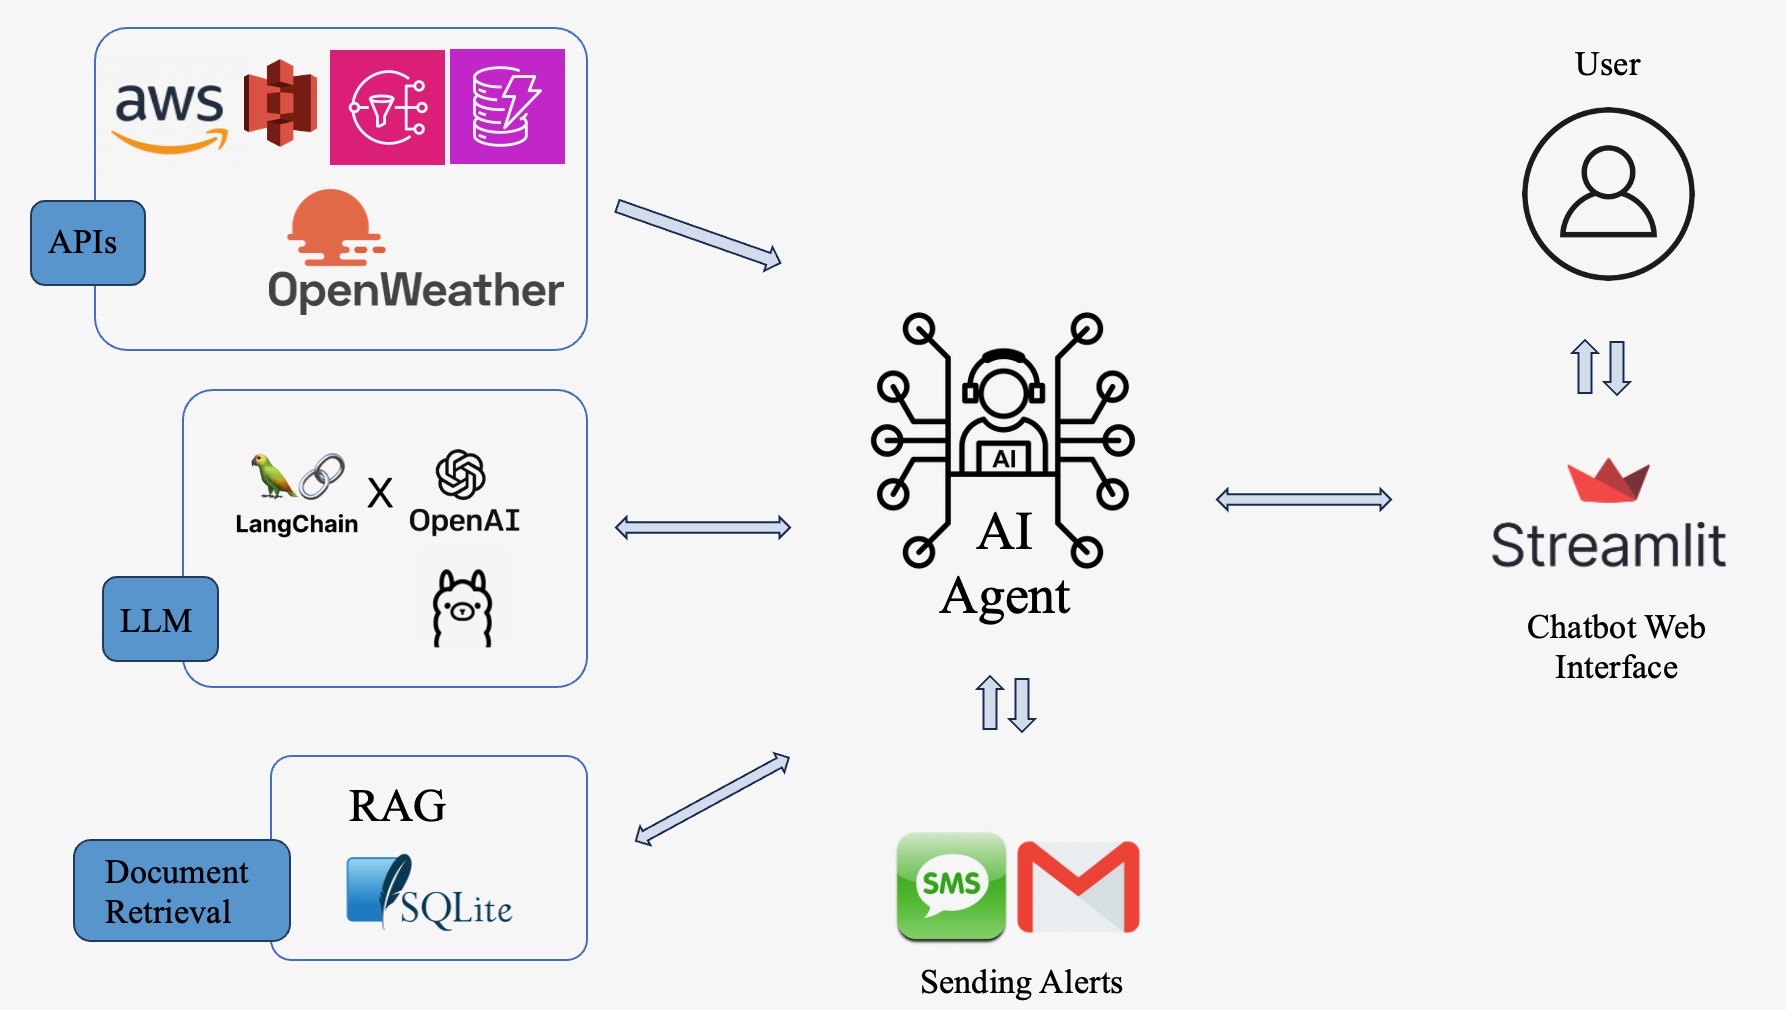 aws
OpenWeather
APIs
LangChain
X
OpenAI
LLM
RAG
SQLite
Document
Retrieval
AI
AI
Agent
SMS
Sending Alerts
User
Streamlit
Chatbot Web
Interface